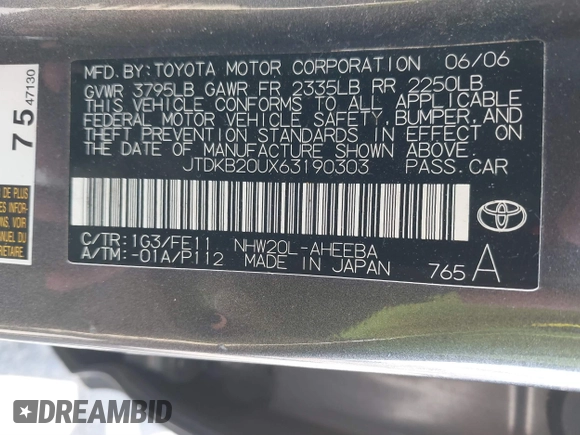 MFD.BY:TOYOTA MOTOR CORPORATION 06/06
GVWR 3795LB GAWR FR 2335LB RR 2250LB
THIS VEHICLE CONFORMS TO ALL APPLICABLE
FEDERAL MOTOR VEHICLE SAFETY, BUMPER, AND
THEFT PREVENTION STANDARDS IN EFFECT ON
THE DATE OF MANUFACTURE SHOWN ABOVE.
JTDKB20UX63190303 PASS.CAR
C/TR:1G3/FE11 NHW20L-AHEEBA
A/TM:-01A/P112 MADE IN JAPAN 765 A
75 47130
DREAMBID